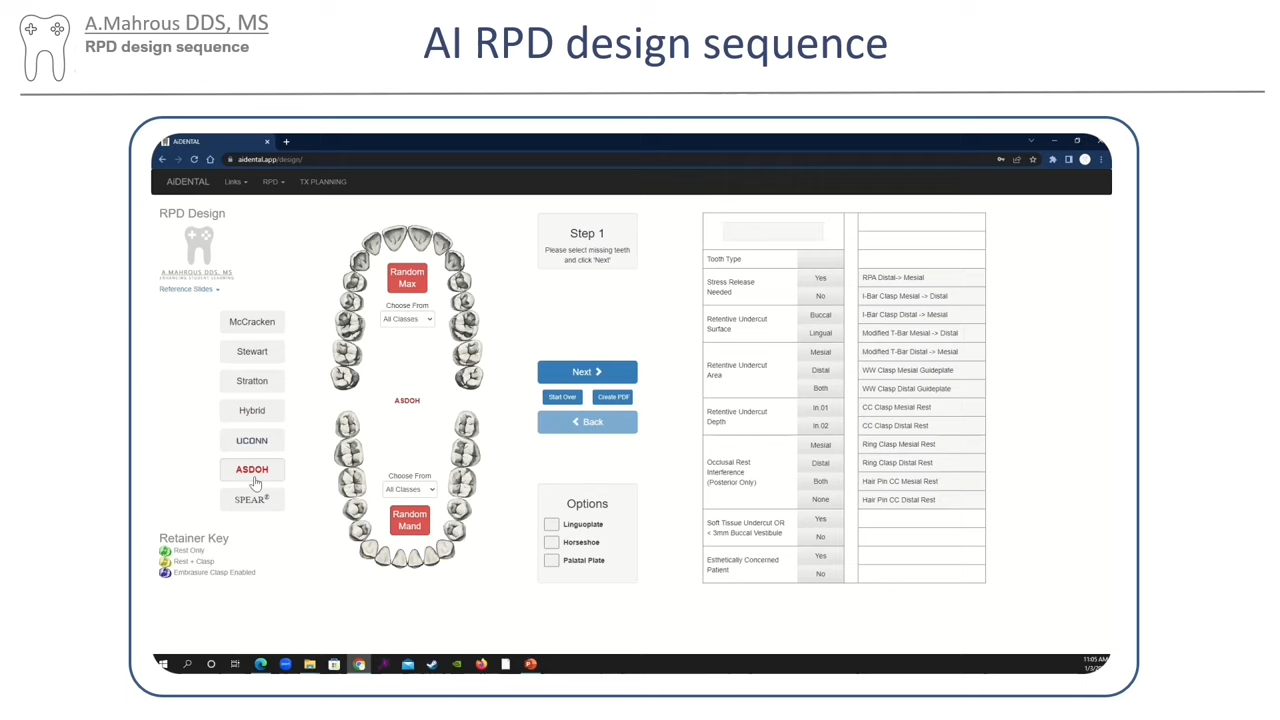 A.Mahrous DDS, MS
RPD design sequence
AI RPD design sequence
AiDENTAL
aidental.app/design/
AiDENTAL Links RPD TX PLANNING
RPD Design
A.MAHROUS DDS, MS
ENHANCING STUDENT LEARNING
Reference Slides
McCracken
Stewart
Stratton
Hybrid
UCONN
ASDOH
SPEAR®
Retainer Key
Rest Only
Rest + Clasp
Embrasure Clasp Enabled
Random
Max
Choose From
All Classes
ASDOH
Choose From
All Classes
Random
Mand
Step 1
Please select missing teeth
and click 'Next'
Next
Start Over Create PDF
Back
Options
Linguoplate
Horseshoe
Palatal Plate
Tooth Type
Stress Release
Needed
Yes
No
Retentive Undercut
Surface
Buccal
Lingual
Retentive Undercut
Area
Mesial
Distal
Both
Retentive Undercut
Depth
In.01
In.02
Occlusal Rest
Interference
(Posterior Only)
Mesial
Distal
Both
None
Soft Tissue Undercut OR
< 3mm Buccal Vestibule
Yes
No
Esthetically Concerned
Patient
Yes
No
RPA Distal-> Mesial
I-Bar Clasp Mesial -> Distal
I-Bar Clasp Distal -> Mesial
Modified T-Bar Mesial -> Distal
Modified T-Bar Distal -> Mesial
WW Clasp Mesial Guideplate
WW Clasp Distal Guideplate
CC Clasp Mesial Rest
CC Clasp Distal Rest
Ring Clasp Mesial Rest
Ring Clasp Distal Rest
Hair Pin CC Mesial Rest
Hair Pin CC Distal Rest
11:05 AM